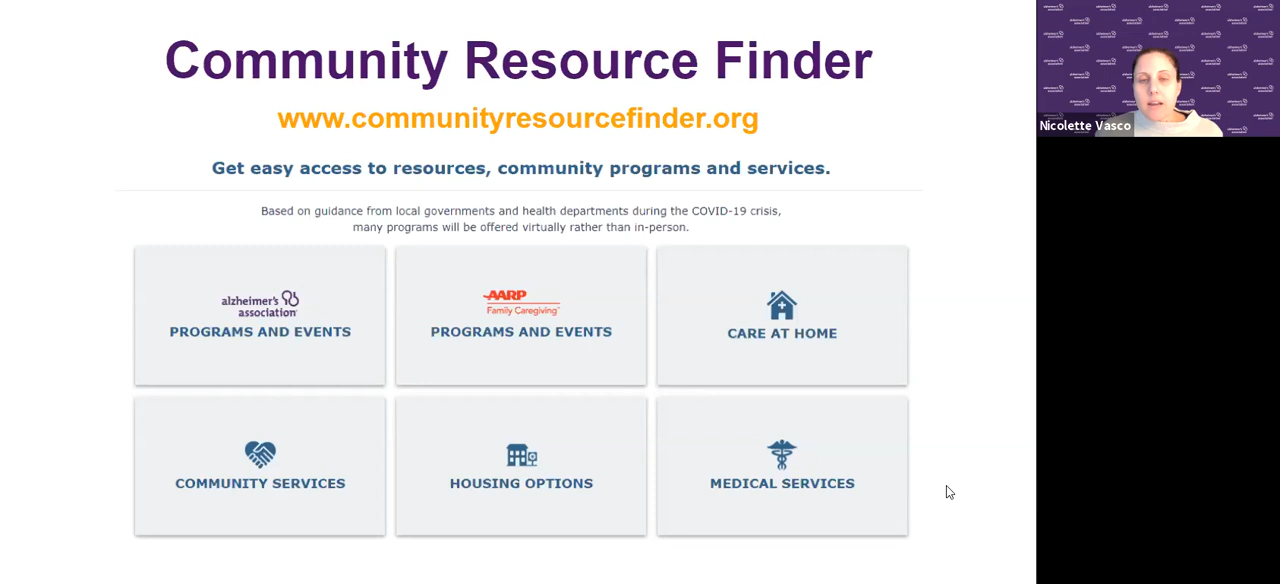 Community Resource Finder
www.communityresourcefinder.org
Get easy access to resources, community programs and services.
Based on guidance from local governments and health departments during the COVID-19 crisis,
many programs will be offered virtually rather than in-person.
alzheimer's
association
PROGRAMS AND EVENTS
AARP
Family Caregiving™
PROGRAMS AND EVENTS
CARE AT HOME
COMMUNITY SERVICES
HOUSING OPTIONS
MEDICAL SERVICES
Nicolette Vasco